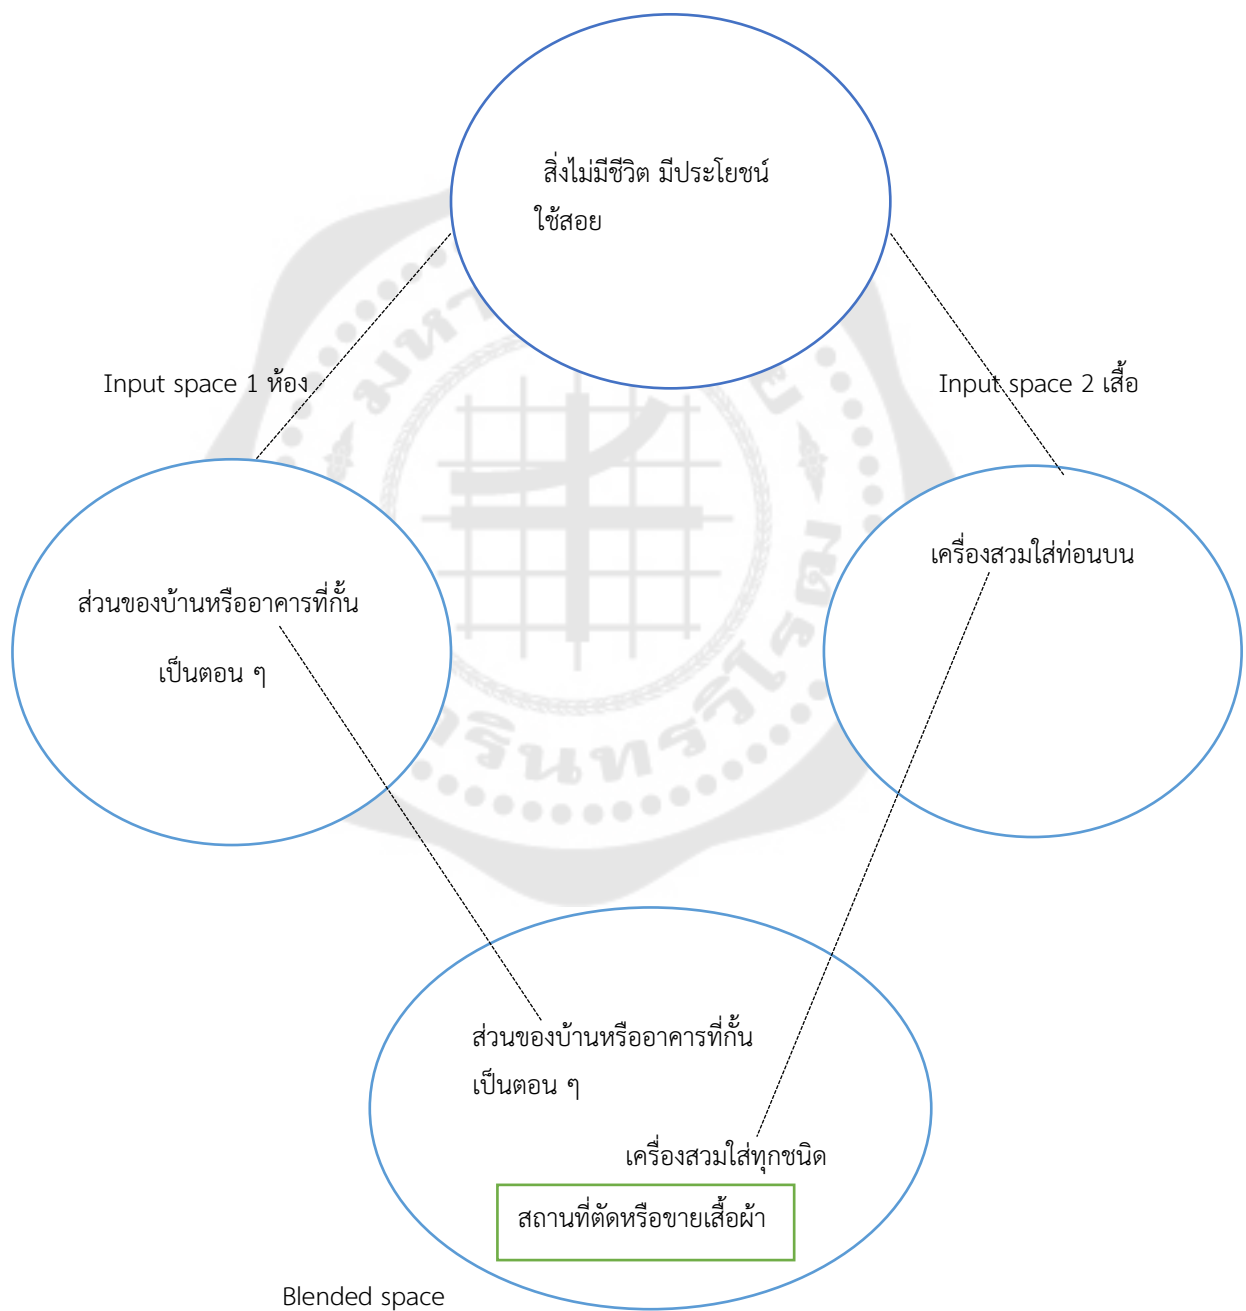 สิ่งไม่มีชีวิต มีประโยชน์
ใช้สอย
Input space 1 ห้อง
Input space 2 เสื้อ
ส่วนของบ้านหรืออาคารที่กั้น
เป็นตอน ๆ
เครื่องสวมใส่ท่อนบน
ส่วนของบ้านหรืออาคารที่กั้น
เป็นตอน ๆ
เครื่องสวมใส่ทุกชนิด
สถานที่ตัดหรือขายเสื้อผ้า
Blended space